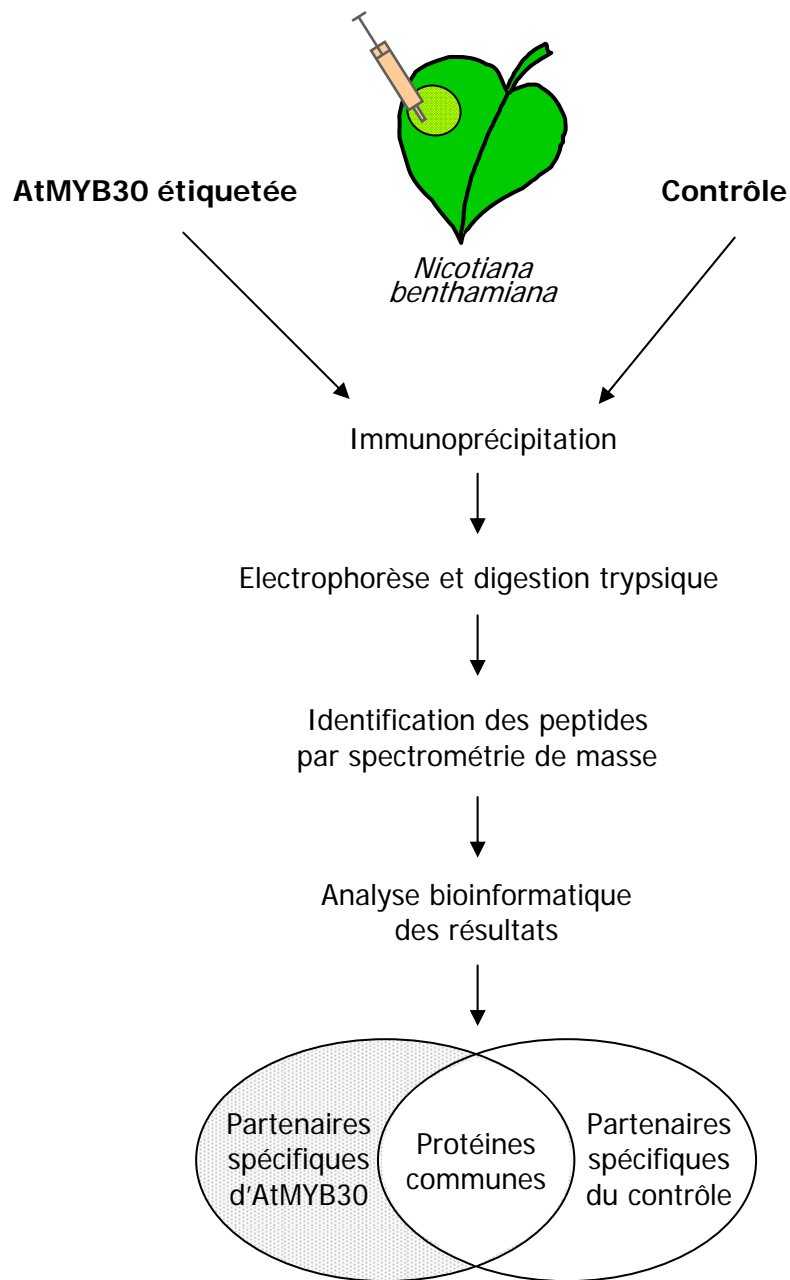 AtMYB30 étiquetée
Contrôle
Nicotiana
benthamiana
Immunoprécipitation
Electrophorèse et digestion trypsique
Identification des peptides
par spectrométrie de masse
Analyse bioinformatique
des résultats
Partenaires
spécifiques
d'AtMYB30
Protéines
communes
Partenaires
spécifiques
du contrôle